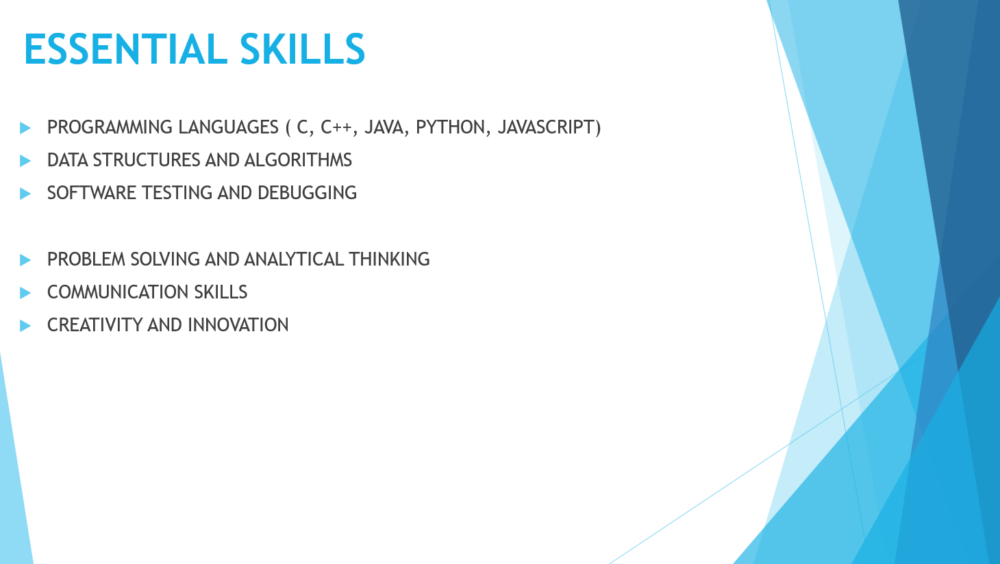 ESSENTIAL SKILLS
PROGRAMMING LANGUAGES ( C, C++, JAVA, PYTHON, JAVASCRIPT)
DATA STRUCTURES AND ALGORITHMS
SOFTWARE TESTING AND DEBUGGING
PROBLEM SOLVING AND ANALYTICAL THINKING
COMMUNICATION SKILLS
CREATIVITY AND INNOVATION